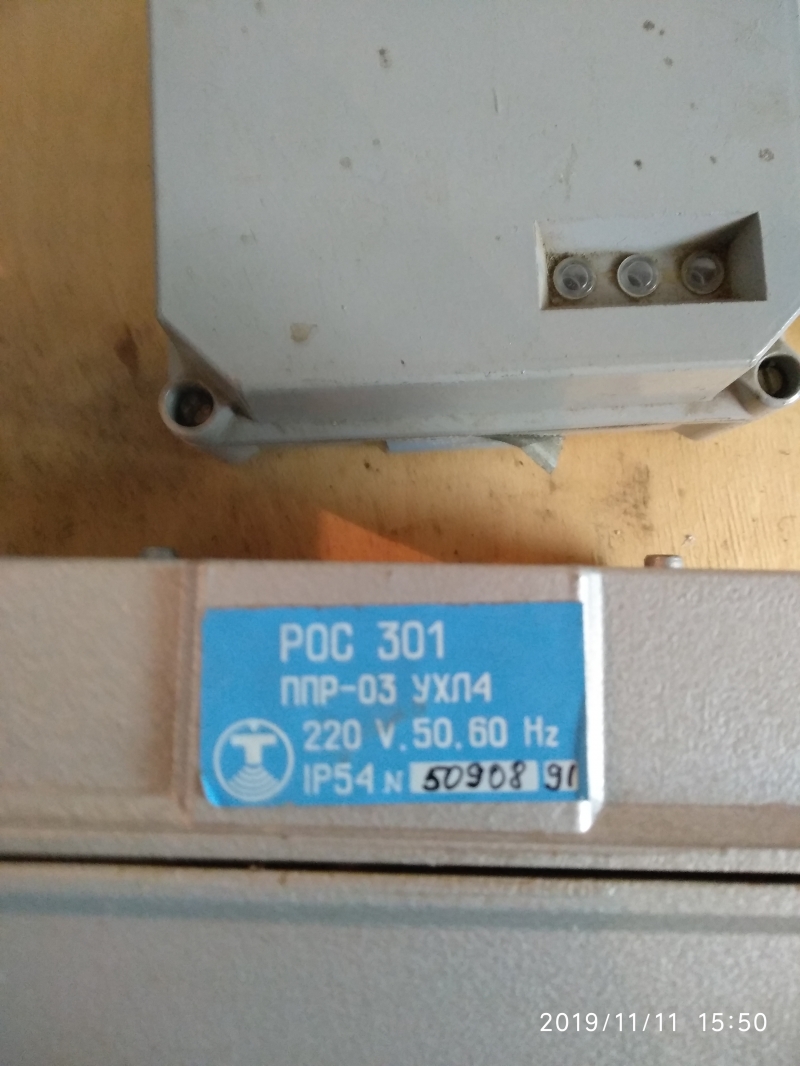 РОС 301
ППР-03 УХЛ4
220 V. 50. 60 Hz
IP54 N 50908 91
2019/11/11 15:50